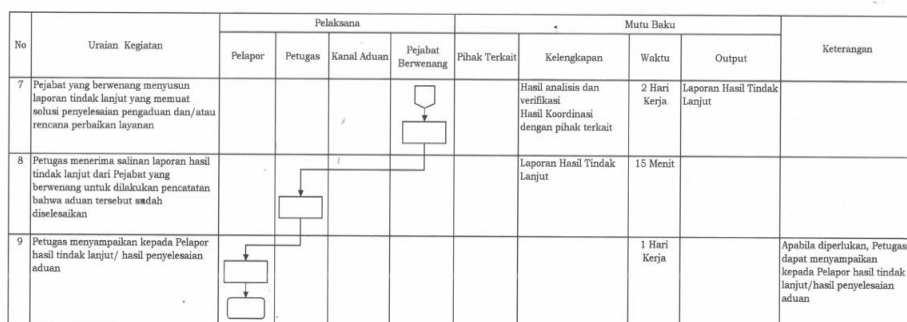 No
Uraian Kegiatan
Pelaksana
Mutu Baku
Keterangan
Pelapor
Petugas
Kanal Aduan
Pejabat
Berwenang
Pihak Terkait
Kelengkapan
Waktu
Output
7
Pejabat yang berwenang menyusun
laporan tindak lanjut yang memuat
solusi penyelesaian pengaduan dan/atau
rencana perbaikan layanan
Hasil analisis dan
verifikasi
Hasil Koordinasi
dengan pihak terkait
2 Hari
Kerja
Laporan Hasil Tindak
Lanjut
8
Petugas menerima salinan laporan hasil
tindak lanjut dari Pejabat yang
berwenang untuk dilakukan pencatatan
bahwa aduan tersebut sudah
diselesaikan
Laporan Hasil Tindak
Lanjut
15 Menit
9
Petugas menyampaikan kepada Pelapor
hasil tindak lanjut/ hasil penyelesaian
aduan
1 Hari
Kerja
Apabila diperlukan, Petugas
dapat menyampaikan
kepada Pelapor hasil tindak
lanjut/hasil penyelesaian
aduan